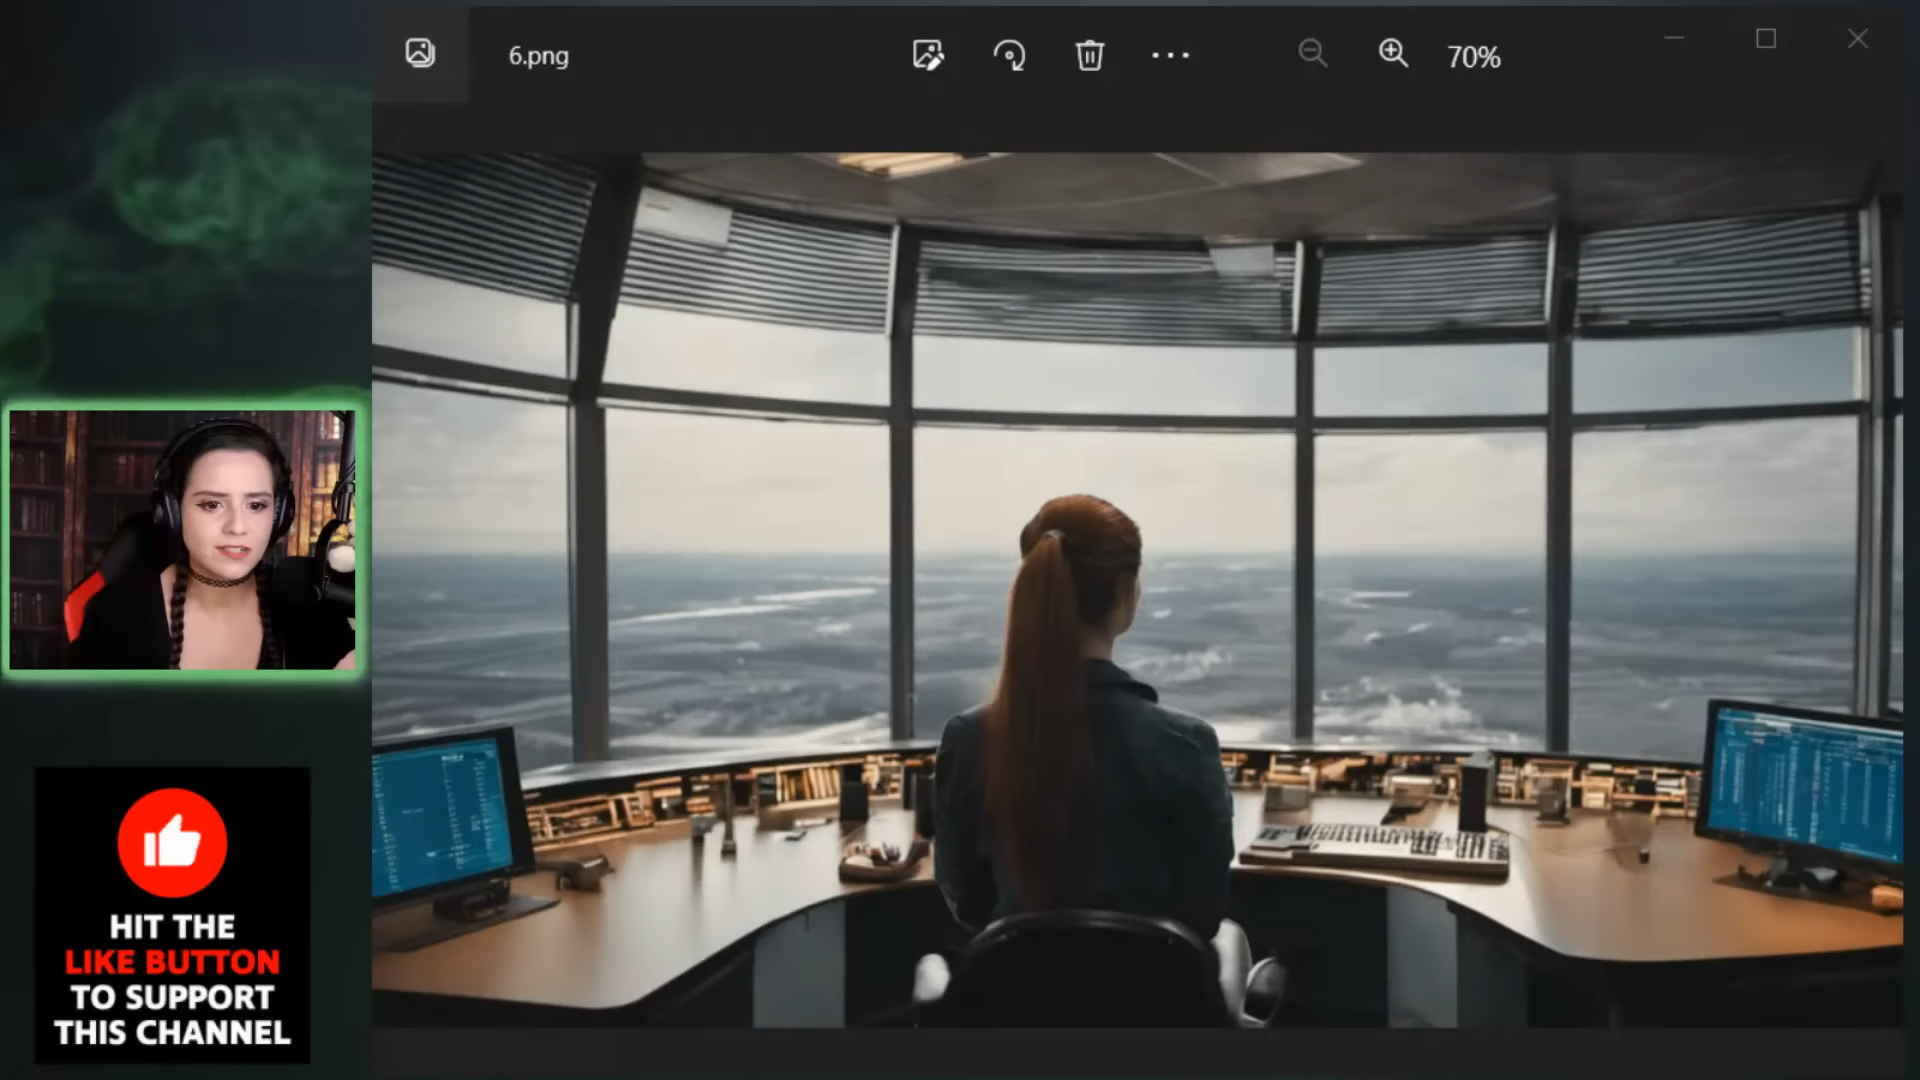 6.png
70%
HIT THE
LIKE BUTTON
TO SUPPORT
THIS CHANNEL